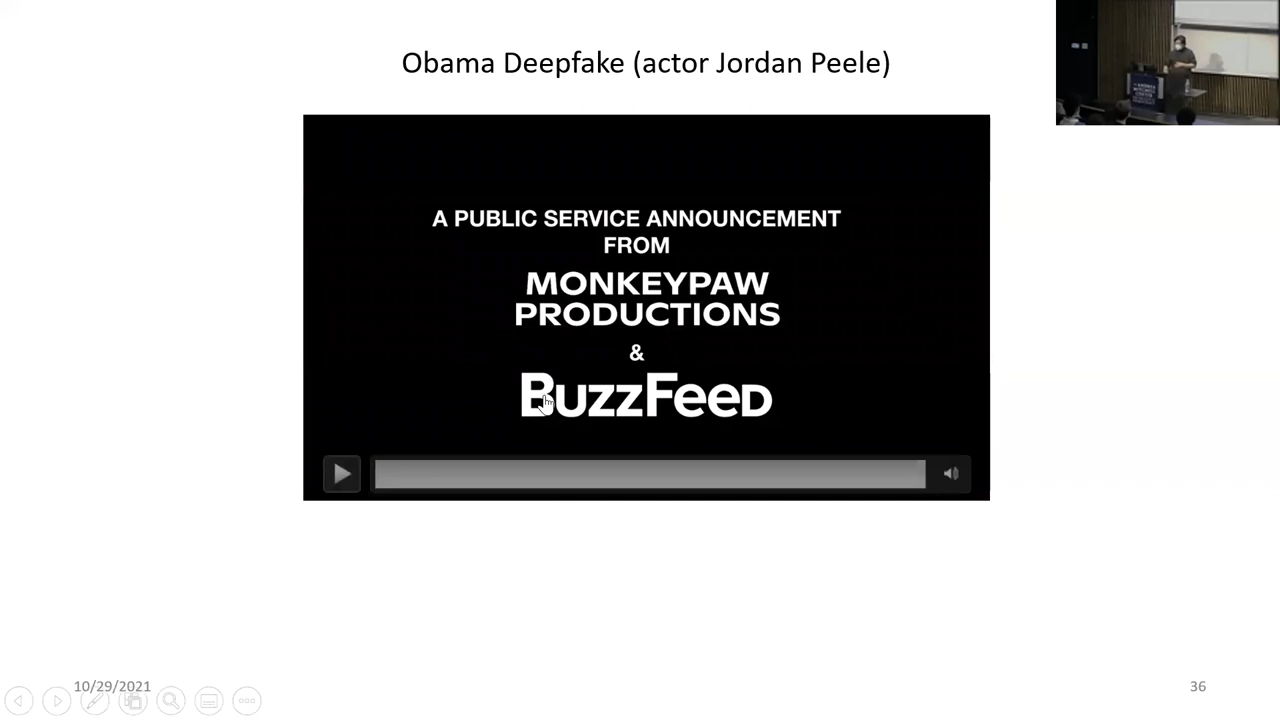 Obama Deepfake (actor Jordan Peele)
A PUBLIC SERVICE ANNOUNCEMENT
FROM
MONKEYPAW
PRODUCTIONS
&
BUZZFEED
10/29/2021
36